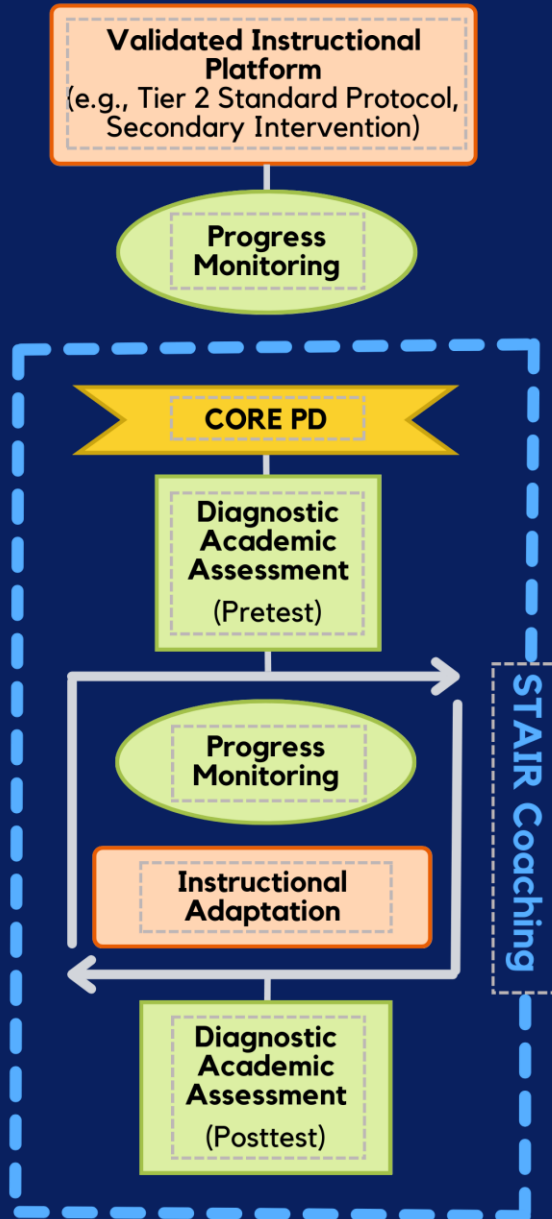 Validated Instructional
Platform
(e.g., Tier 2 Standard Protocol,
Secondary Intervention)
Progress
Monitoring
CORE PD
Diagnostic
Academic
Assessment
(Pretest)
Progress
Monitoring
STAIR Coaching
Instructional
Adaptation
Diagnostic
Academic
Assessment
(Posttest)